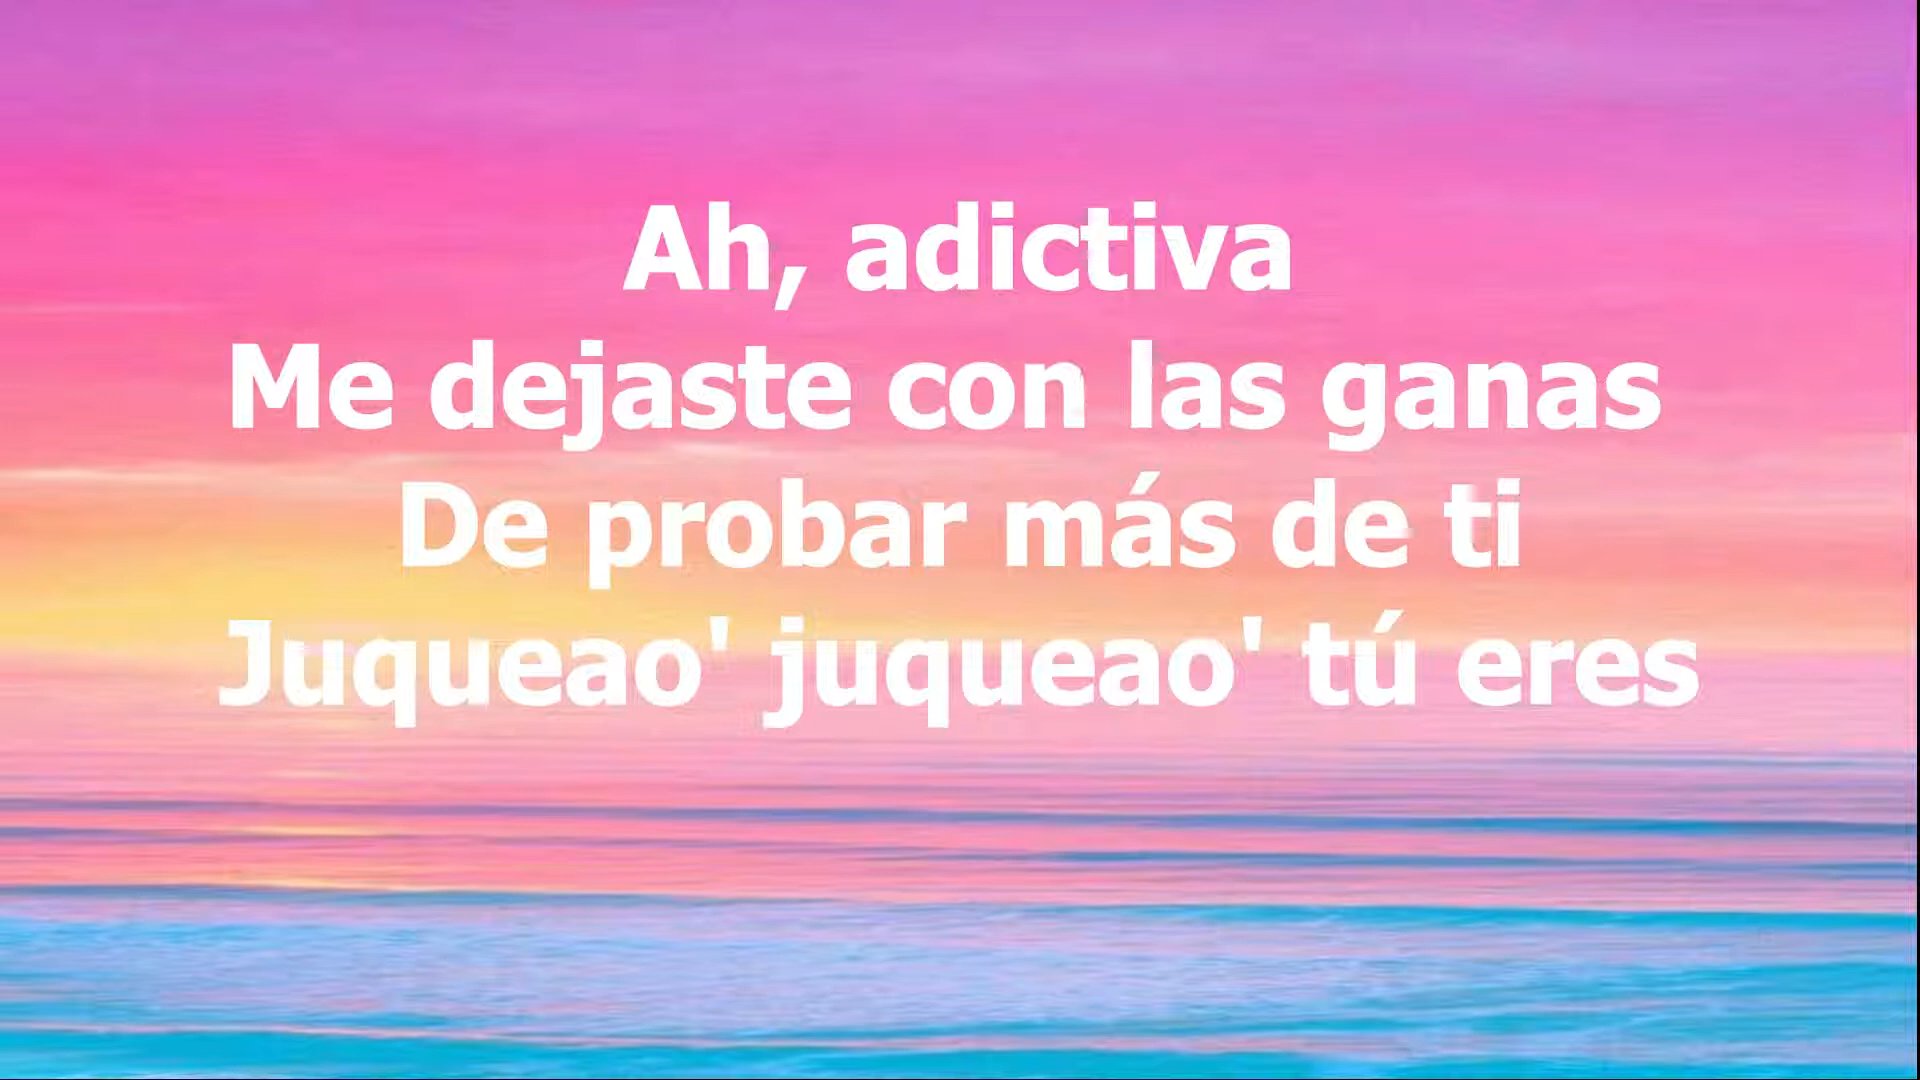 Ah, adictiva
Me dejaste con las ganas
De probar más de ti
Juqueao' juqueao' tú eres